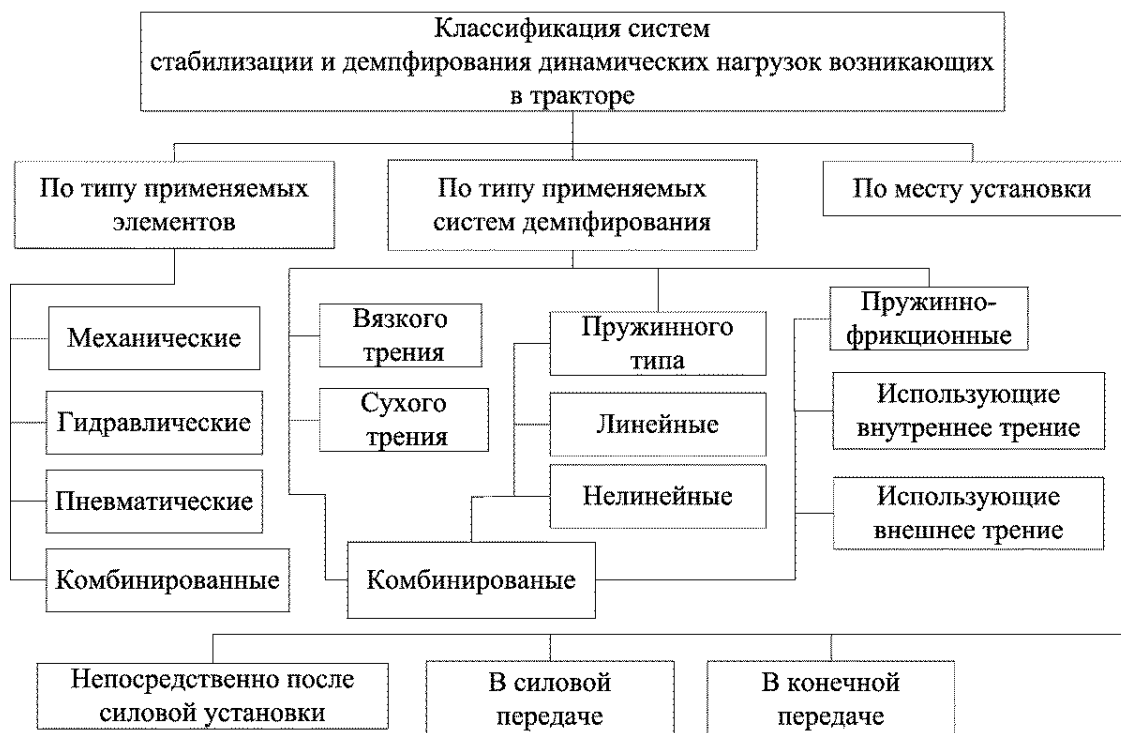 Классификация систем
стабилизации и демпфирования динамических нагрузок возникающих
в тракторе
По типу применяемых
элементов
По типу применяемых
систем демпфирования
По месту установки
Механические
Гидравлические
Пневматические
Комбинированные
Вязкого
трения
Сухого
трения
Пружинного
типа
Линейные
Нелинейные
Комбинированые
Пружинно-
фрикционные
Использующие
внутреннее трение
Использующие
внешнее трение
Непосредственно после
силовой установки
В силовой
передаче
В конечной
передаче